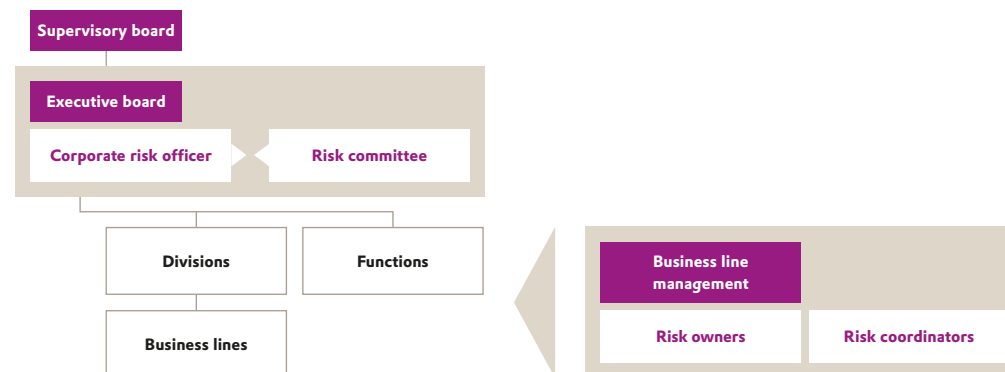 Supervisory board
Executive board
Corporate risk officer
Risk committee
Divisions
Functions
Business line
management
Business lines
Risk owners
Risk coordinators